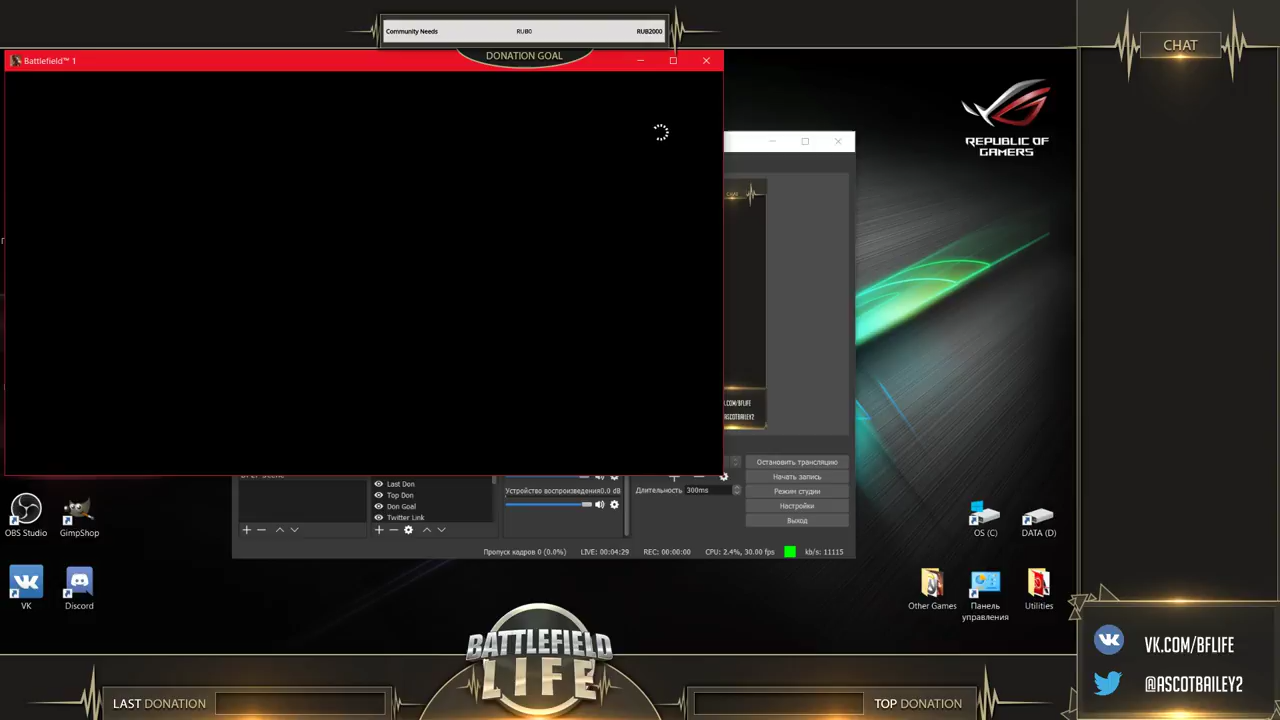 Community Needs RUB0 RUB2000
DONATION GOAL
CHAT
Battlefield™ 1
REPUBLIC OF
GAMERS
VK.COM/BFLIFE
@ASCOTBAILEY2
Остановить трансляцию
Начать запись
Режим студии
Настройки
Выход
Длительность 300ms
Устройство воспроизведения 0.0 dB
Last Don
Top Don
Don Goal
Twitter Link
Пропуск кадров 0 (0.0%) LIVE: 00:04:29 REC: 00:00:00 CPU: 2.4%, 30.00 fps kb/s: 11115
OBS Studio
GimpShop
VK
Discord
OS (C)
DATA (D)
Other Games
Панель
управления
Utilities
BATTLEFIELD
LIFE
LAST DONATION
TOP DONATION
VK.COM/BFLIFE
@ASCOTBAILEY2